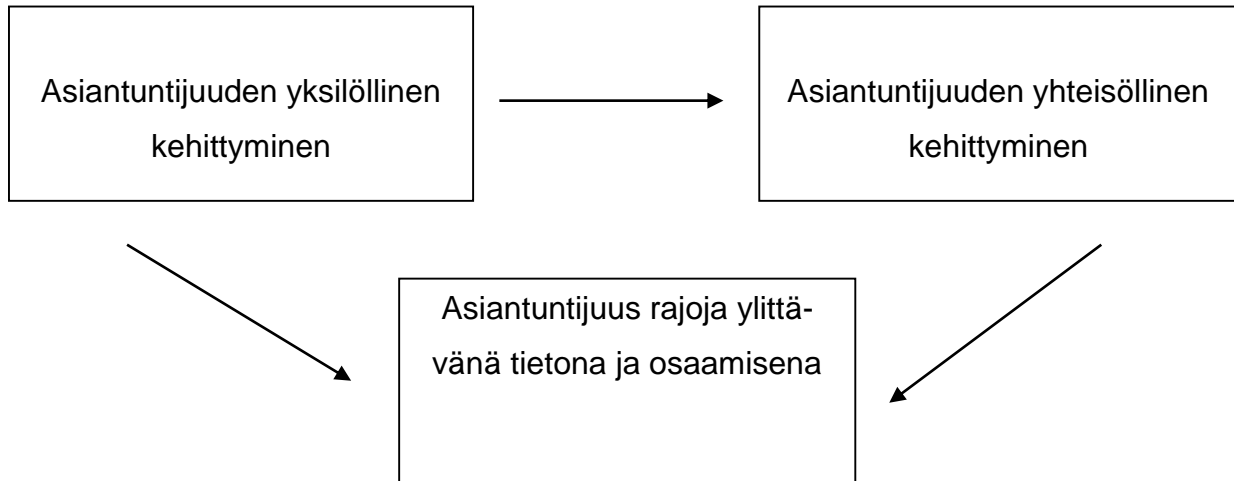 Asiantuntijuuden yksilöllinen
kehittyminen
Asiantuntijuuden yhteisöllinen
kehittyminen
Asiantuntijuus rajoja ylittä-
vänä tietona ja osaamisena